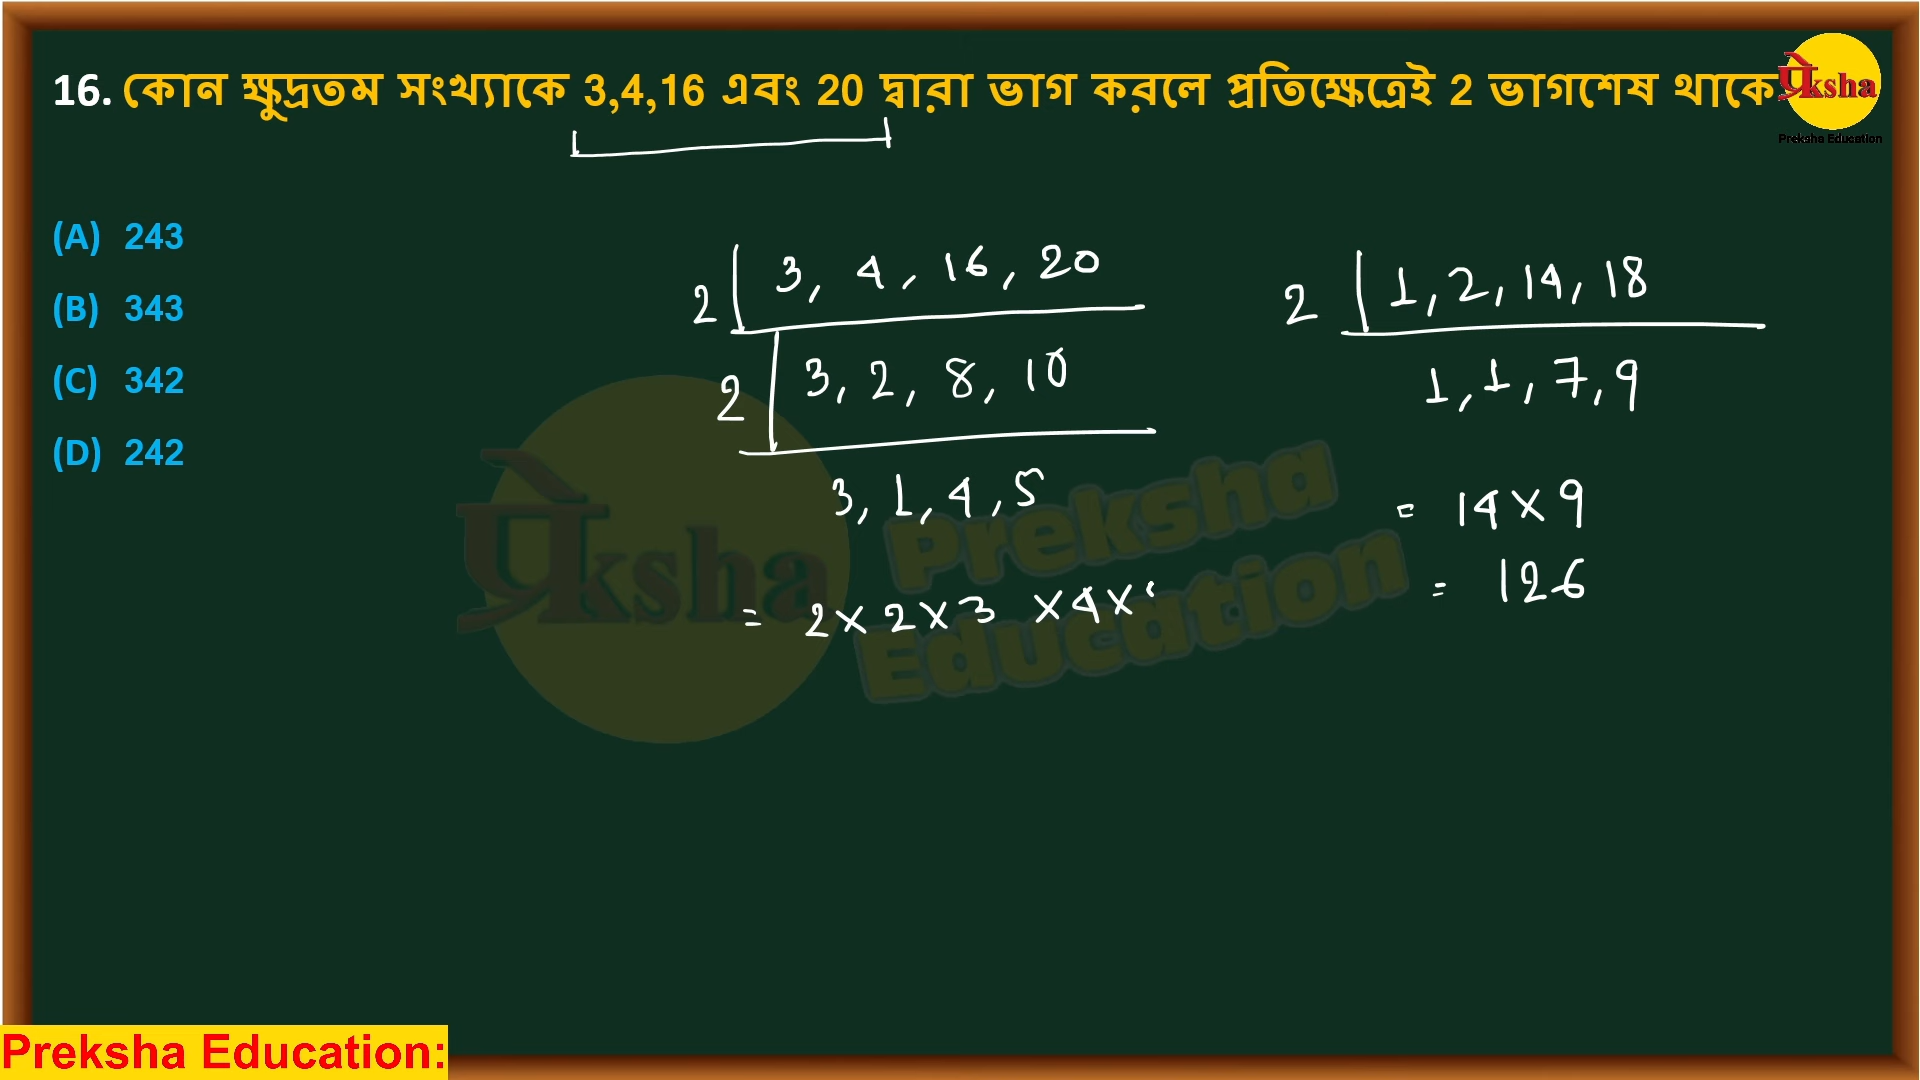 16. কোন ক্ষুদ্রতম সংখ্যাকে 3,4,16 এবং 20 দ্বারা ভাগ করলে প্রতিক্ষেত্রেই 2 ভাগশেষ থাকে
प्रेksha
Preksha Education
(A) 243
(B) 343
(C) 342
(D) 242
2 3, 4, 16, 20
2 3, 2, 8, 10
3, 1, 4, 5
= 2 × 2 × 3 × 4 ×
2 1, 2, 14, 18
1, 1, 7, 9
= 14 × 9
= 126
प्रेksha
Preksha
Education
Preksha Education: